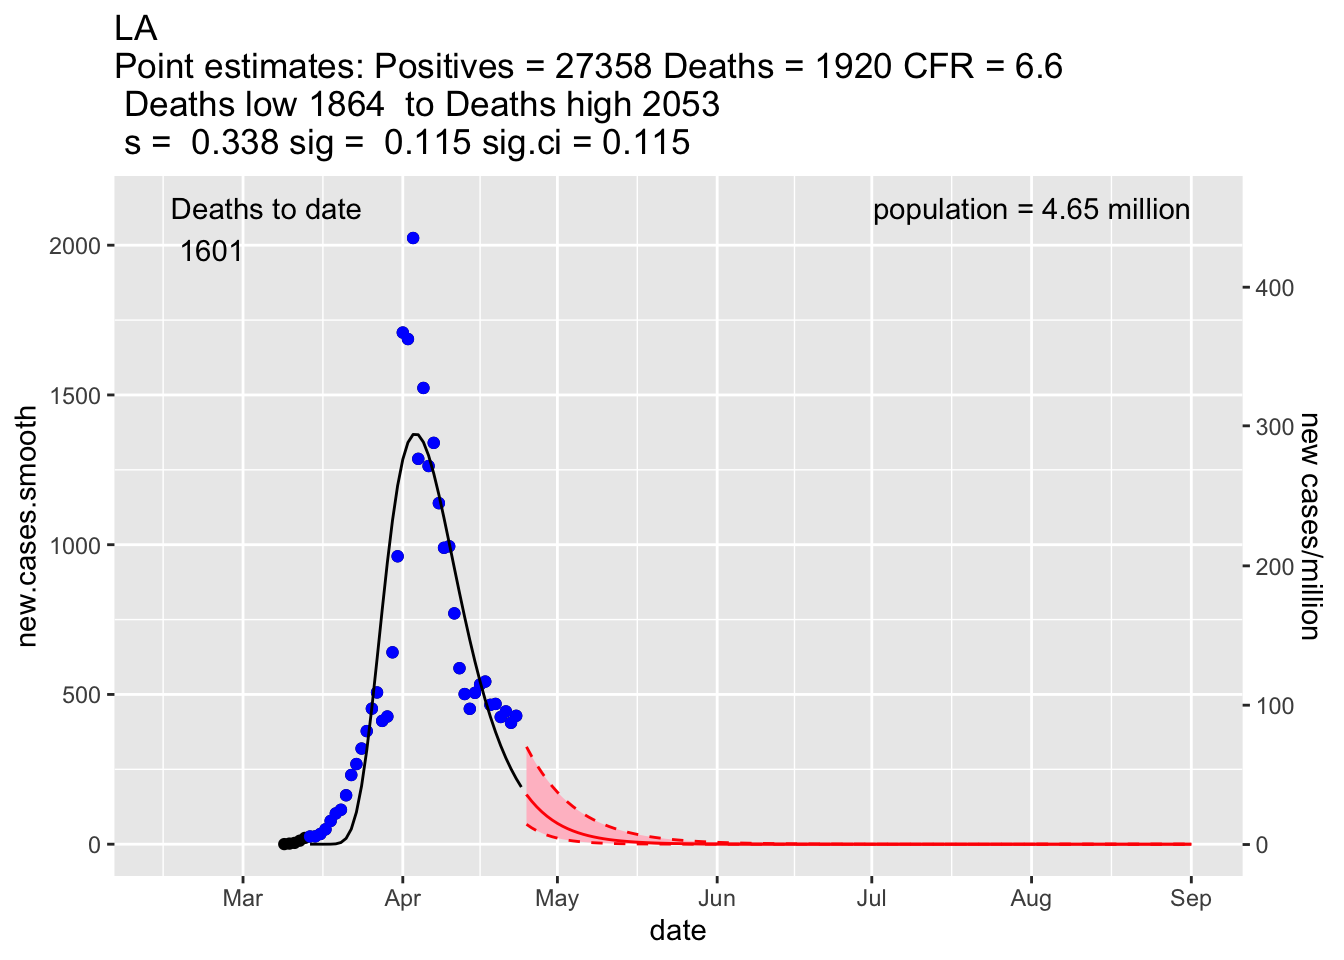 LA
Point estimates: Positives = 27358 Deaths = 1920 CFR = 6.6
Deaths low 1864  to Deaths high 2053
s =  0.338 sig =  0.115 sig.ci = 0.115
Deaths to date
1601
population = 4.65 million
2000
1500
1000
500
0
new.cases.smooth
400
300
200
100
0
new cases/million
Mar Apr May Jun Jul Aug Sep
date